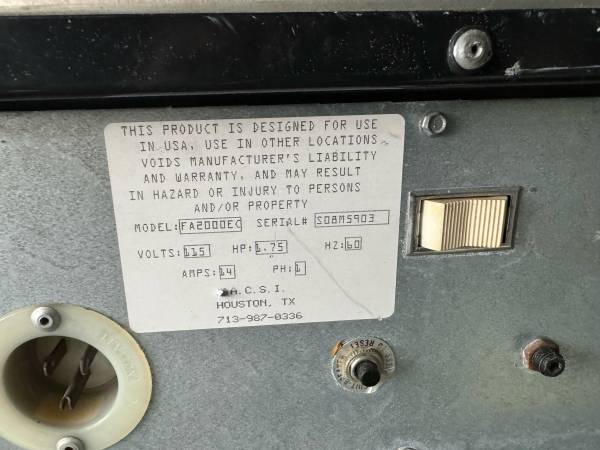 THIS PRODUCT IS DESIGNED FOR USE
IN USA, USE IN OTHER LOCATIONS
VOIDS MANUFACTURER'S LIABILITY
AND WARRANTY, AND MAY RESULT
IN HAZARD OR INJURY TO PERSONS
AND/OR PROPERTY
MODEL: FA2000EC SERIAL# S08M5903
VOLTS: 115 HP: 1.75 HZ: 60
AMPS: 14 PH: 1
A.C.S.I.
HOUSTON, TX
713-987-0336
RESET